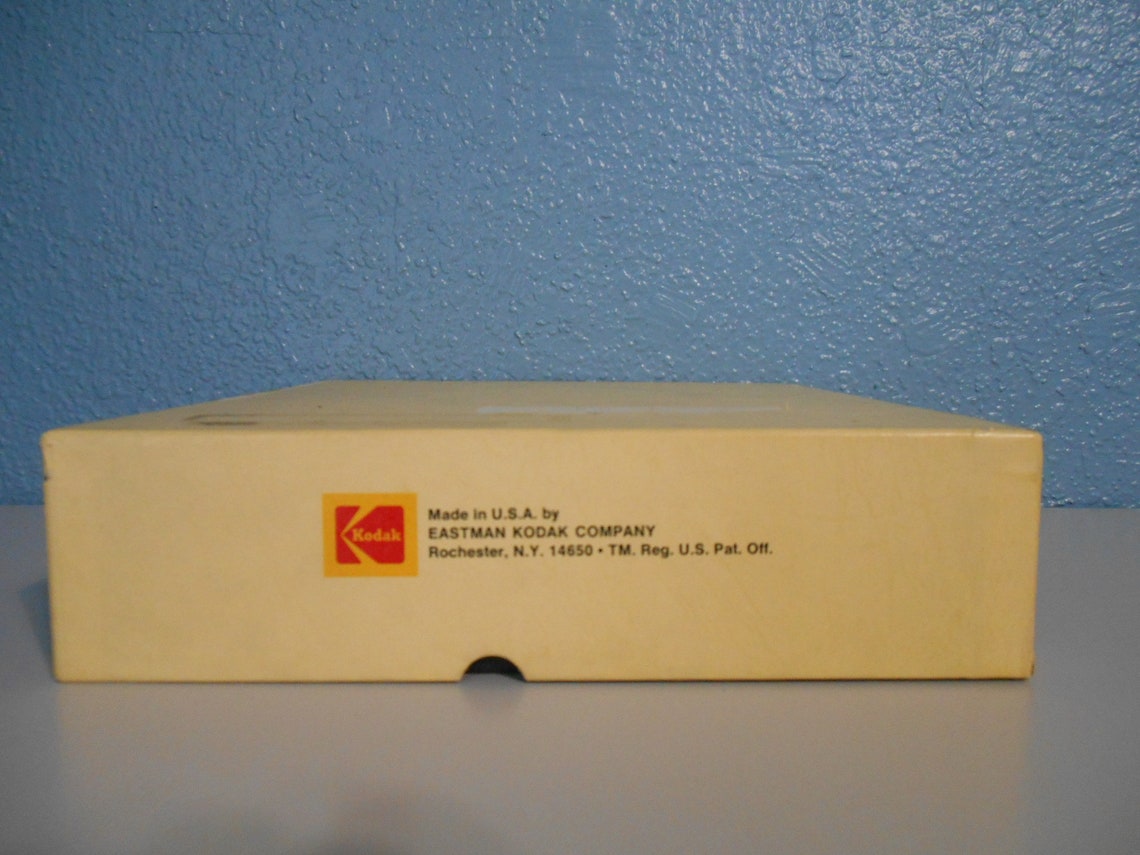 Kodak
Made in U.S.A. by
EASTMAN KODAK COMPANY
Rochester, N.Y. 14650 • TM. Reg. U.S. Pat. Off.